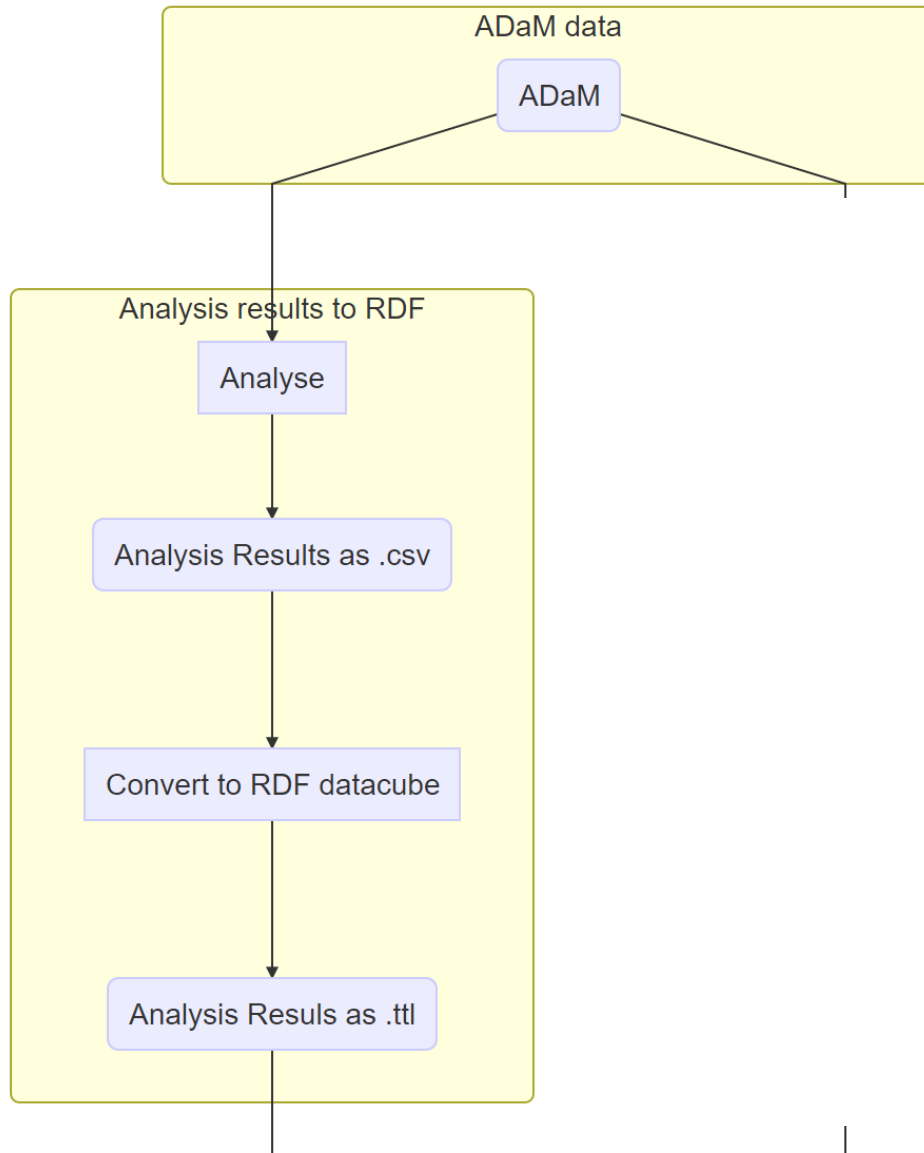 ADaM data
ADaM
Analysis results to RDF
Analyse
Analysis Results as .csv
Convert to RDF datacube
Analysis Resuls as .ttl